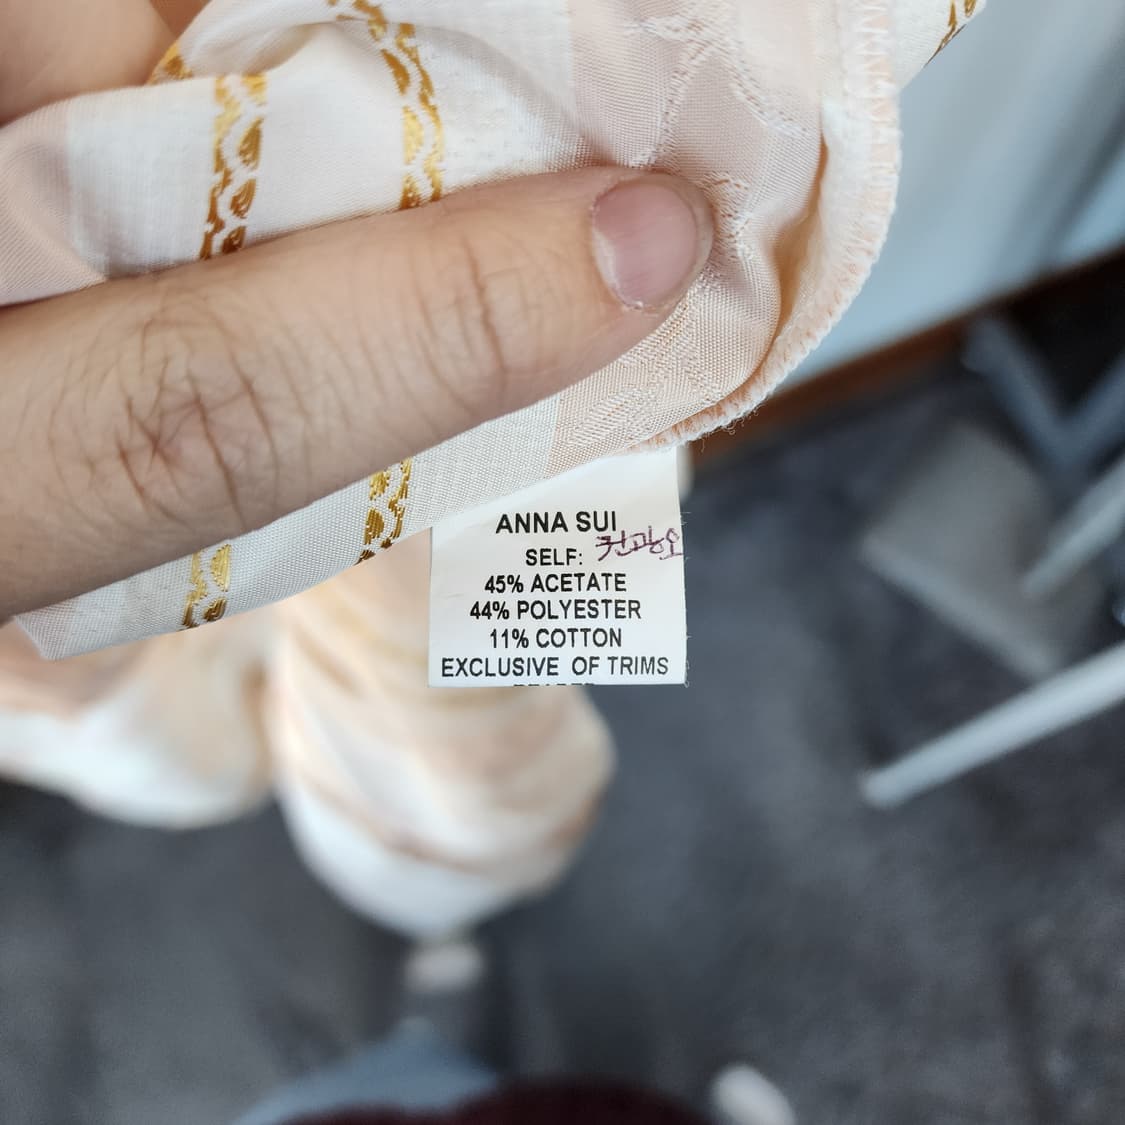 ANNA SUI
SELF:
45% ACETATE
44% POLYESTER
11% COTTON
EXCLUSIVE OF TRIMS